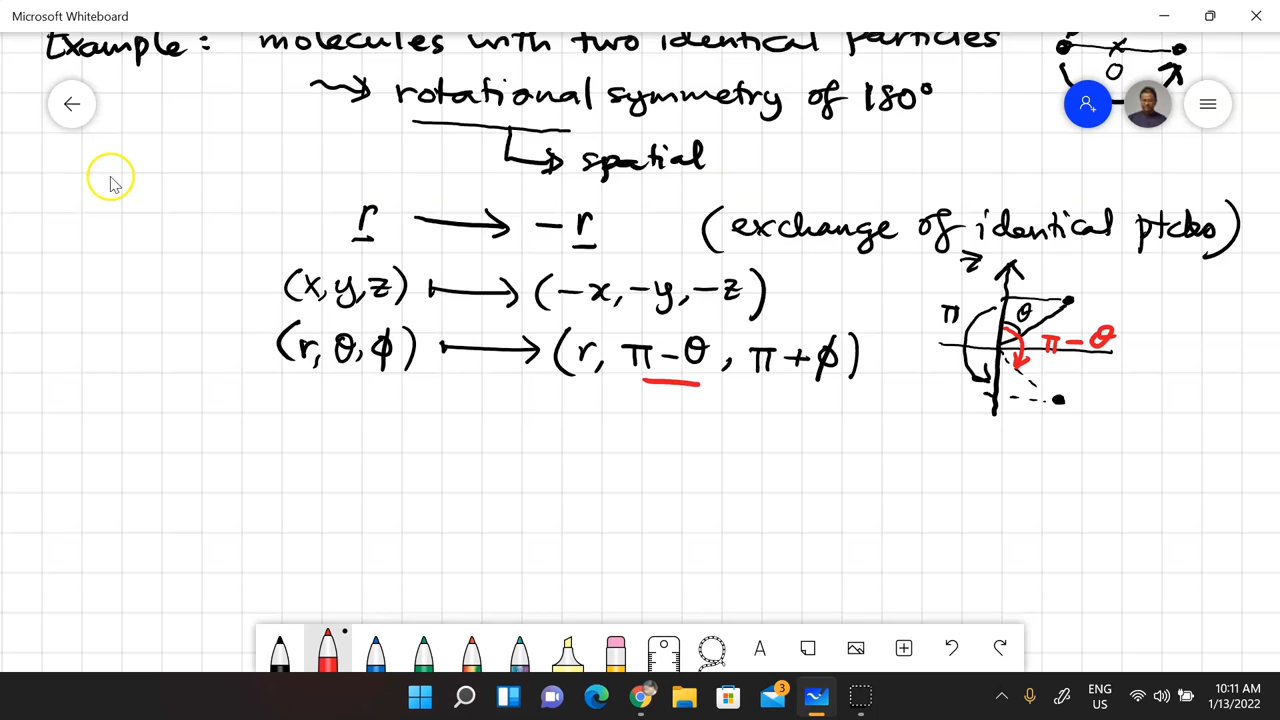 Microsoft Whiteboard
Example: molecules with two identical particles
O
⤳ rotational symmetry of 180°
↳ spatial
r ⟶ -r (exchange of identical ptcles)
(x,y,z) ⟼ (-x, -y, -z)
z
(r, θ, ϕ) ⟼ (r, π-θ, π+ϕ)
π θ π-θ
A
3
ENG
US
10:11 AM
1/13/2022